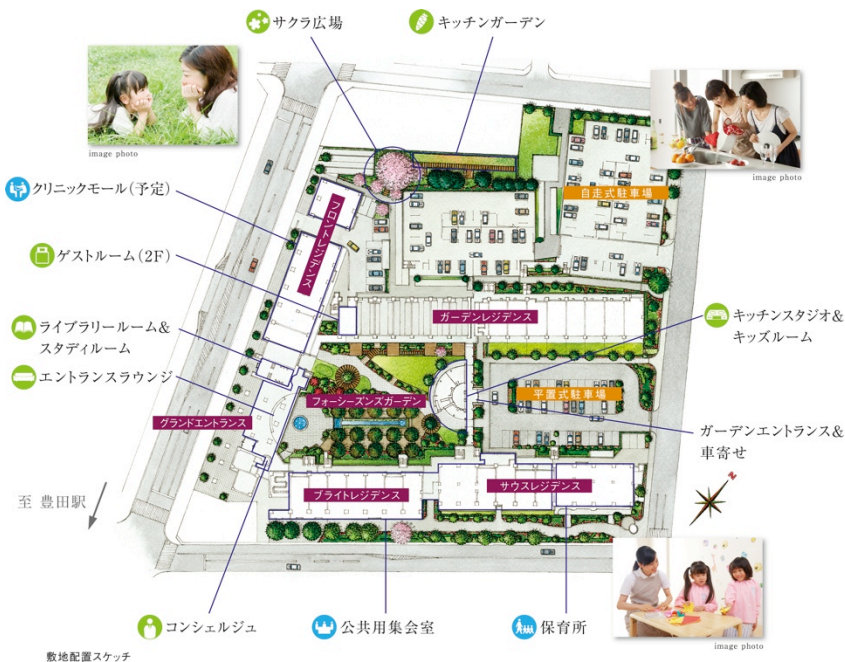 サクラ広場
キッチンガーデン
image photo
image photo
クリニックモール(予定)
フロントレジデンス
自走式駐車場
ゲストルーム(2F)
ガーデンレジデンス
キッチンスタジオ&
キッズルーム
ライブラリールーム&
スタディルーム
エントランスラウンジ
フォーシーズンズガーデン
平置式駐車場
グランドエントランス
ガーデンエントランス&
車寄せ
サウスレジデンス
ブライトレジデンス
至 豊田駅
N
コンシェルジュ
公共用集会室
保育所
image photo
敷地配置スケッチ